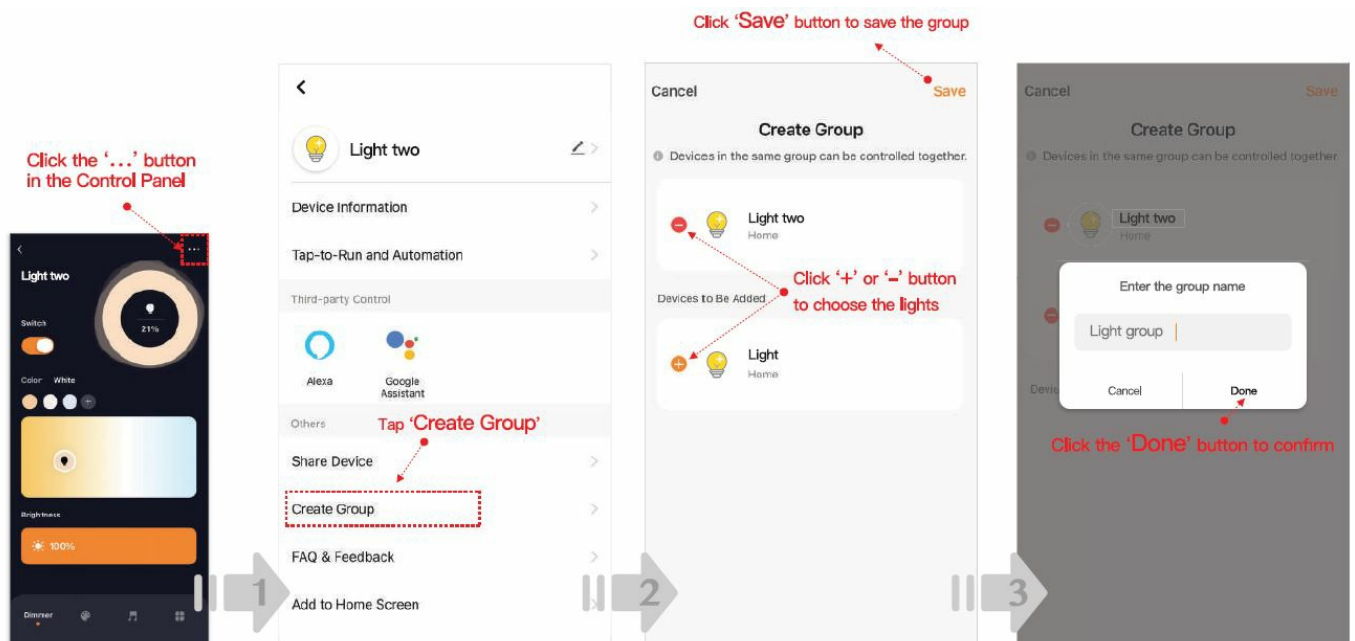 Click 'Save' button to save the group
Click the '...' button
in the Control Panel
Light two
21%
Switch
Color White
Brightness
100%
Dimmer
1
Light two
Device Information
Tap-to-Run and Automation
Third-party Control
Alexa
Google
Assistant
Others
Tap 'Create Group'
Share Device
Create Group
FAQ & Feedback
Add to Home Screen
2
Cancel
Save
Create Group
Devices in the same group can be controlled together.
Light two
Home
Click '+' or '-' button
to choose the lights
Devices to Be Added
Light
Home
3
Cancel
Save
Create Group
Devices in the same group can be controlled together.
Light two
Home
Enter the group name
Light group
Devic
Cancel
Done
Click the 'Done' button to confirm